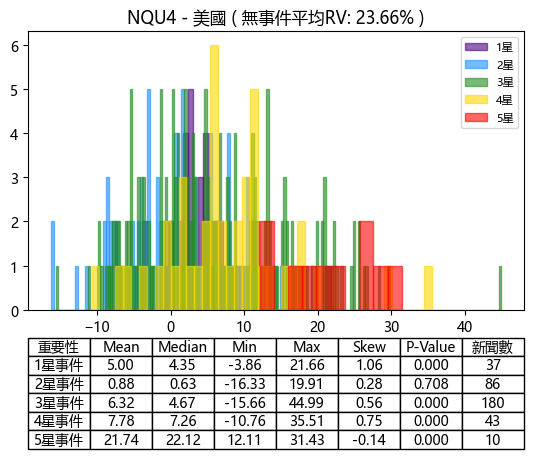 NQU4 - 美國 ( 無事件平均RV: 23.66% )
1星
2星
3星
4星
5星
6
5
4
3
2
1
0
−10 0 10 20 30 40
重要性 Mean Median Min Max Skew P-Value 新聞數
1星事件 5.00 4.35 -3.86 21.66 1.06 0.000 37
2星事件 0.88 0.63 -16.33 19.91 0.28 0.708 86
3星事件 6.32 4.67 -15.66 44.99 0.56 0.000 180
4星事件 7.78 7.26 -10.76 35.51 0.75 0.000 43
5星事件 21.74 22.12 12.11 31.43 -0.14 0.000 10